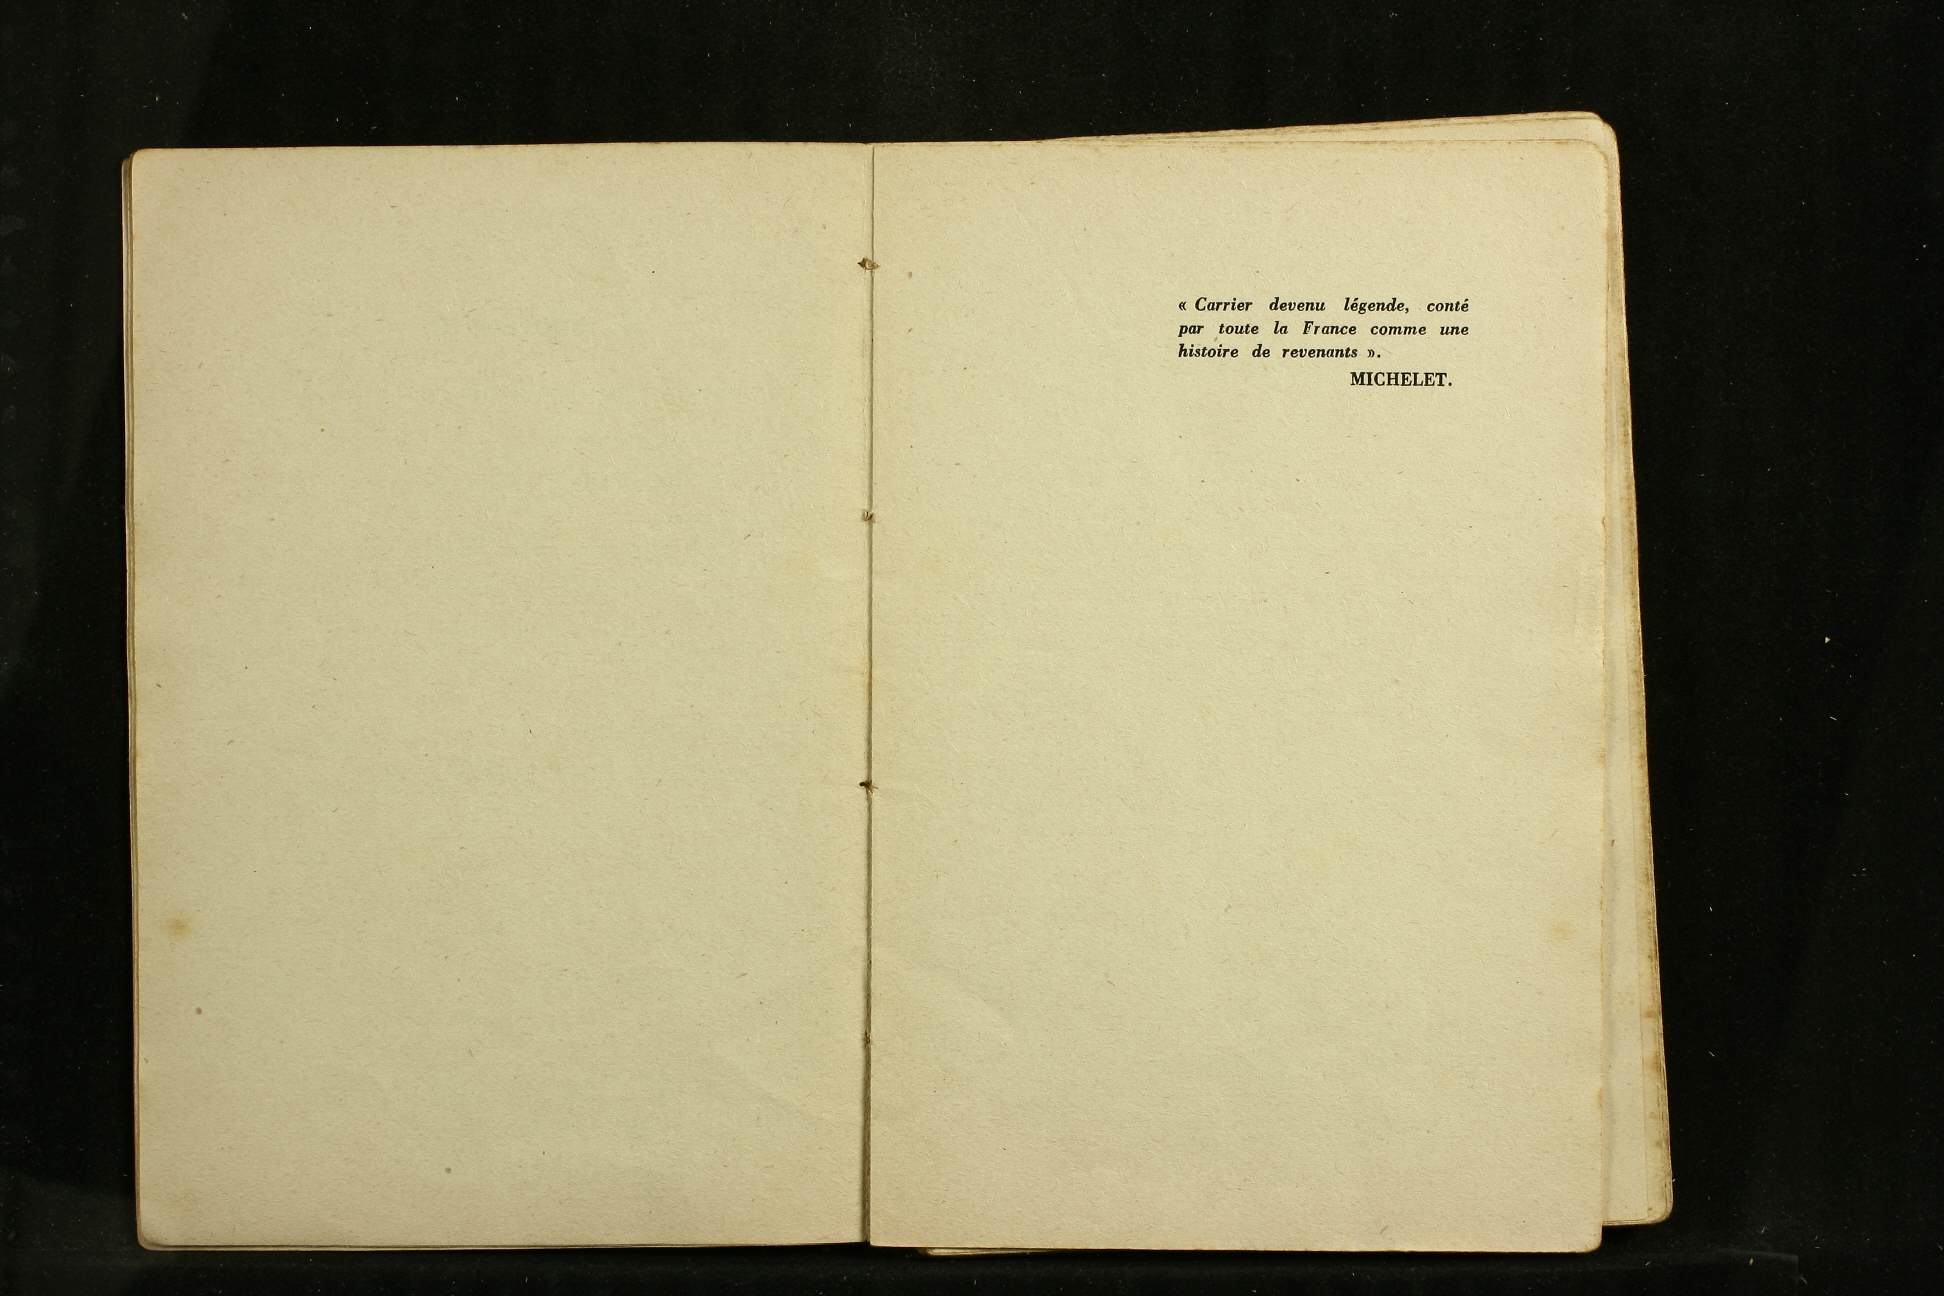 « Carrier devenu légende, conté
par toute la France comme une
histoire de revenants ».
MICHELET.